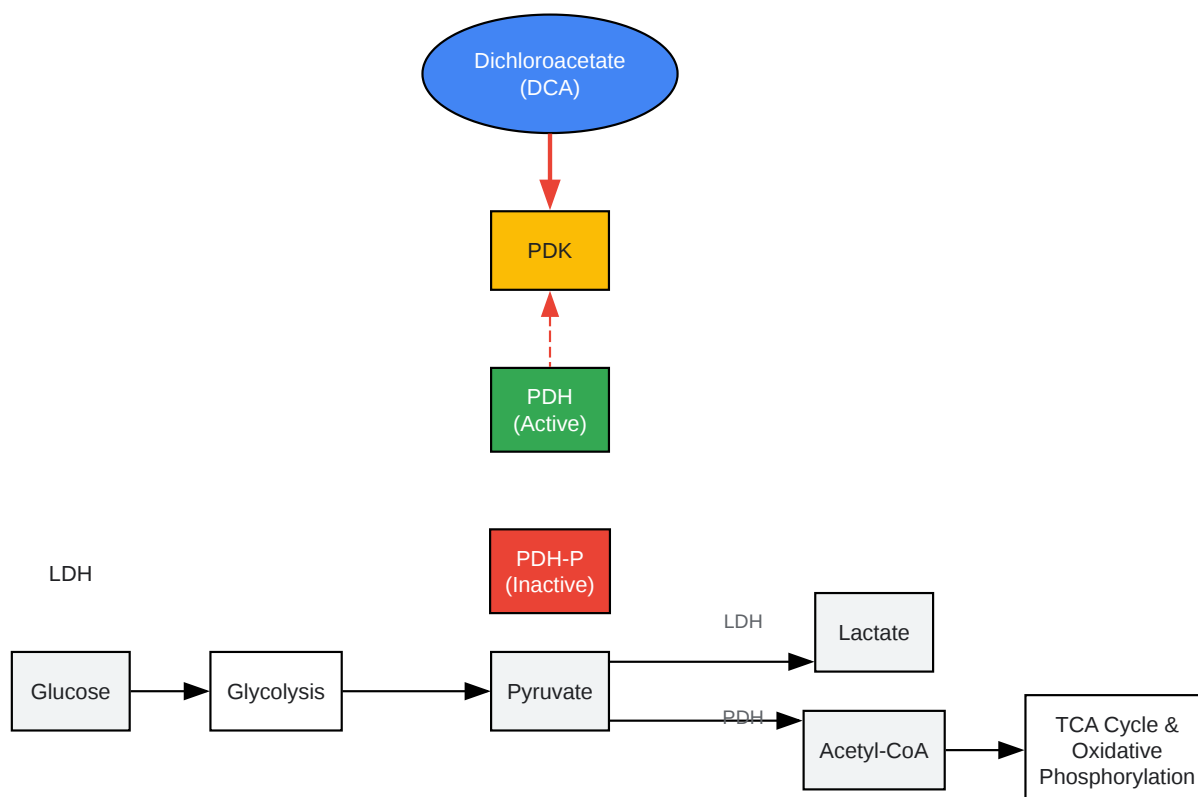 Dichloroacetate
(DCA)
PDK
PDH
(Active)
PDH-P
(Inactive)
LDH
LDH
Lactate
Glucose
Glycolysis
Pyruvate
PDH
Acetyl-CoA
TCA Cycle &
Oxidative
Phosphorylation